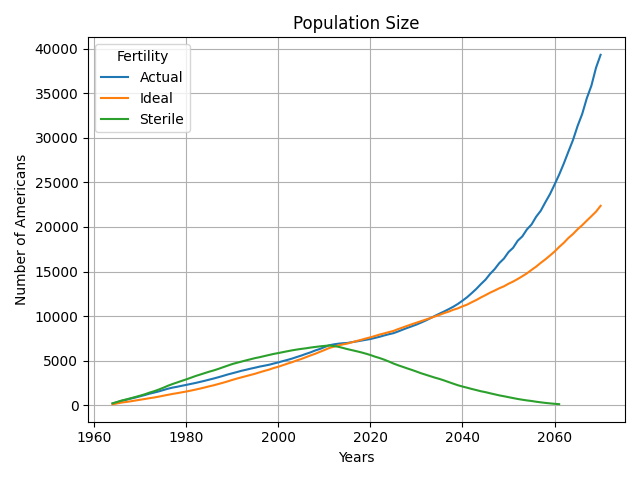 Population Size
Fertility
Actual
Ideal
Sterile
Number of Americans
40000
35000
30000
25000
20000
15000
10000
5000
0
1960
1980
2000
2020
2040
2060
Years